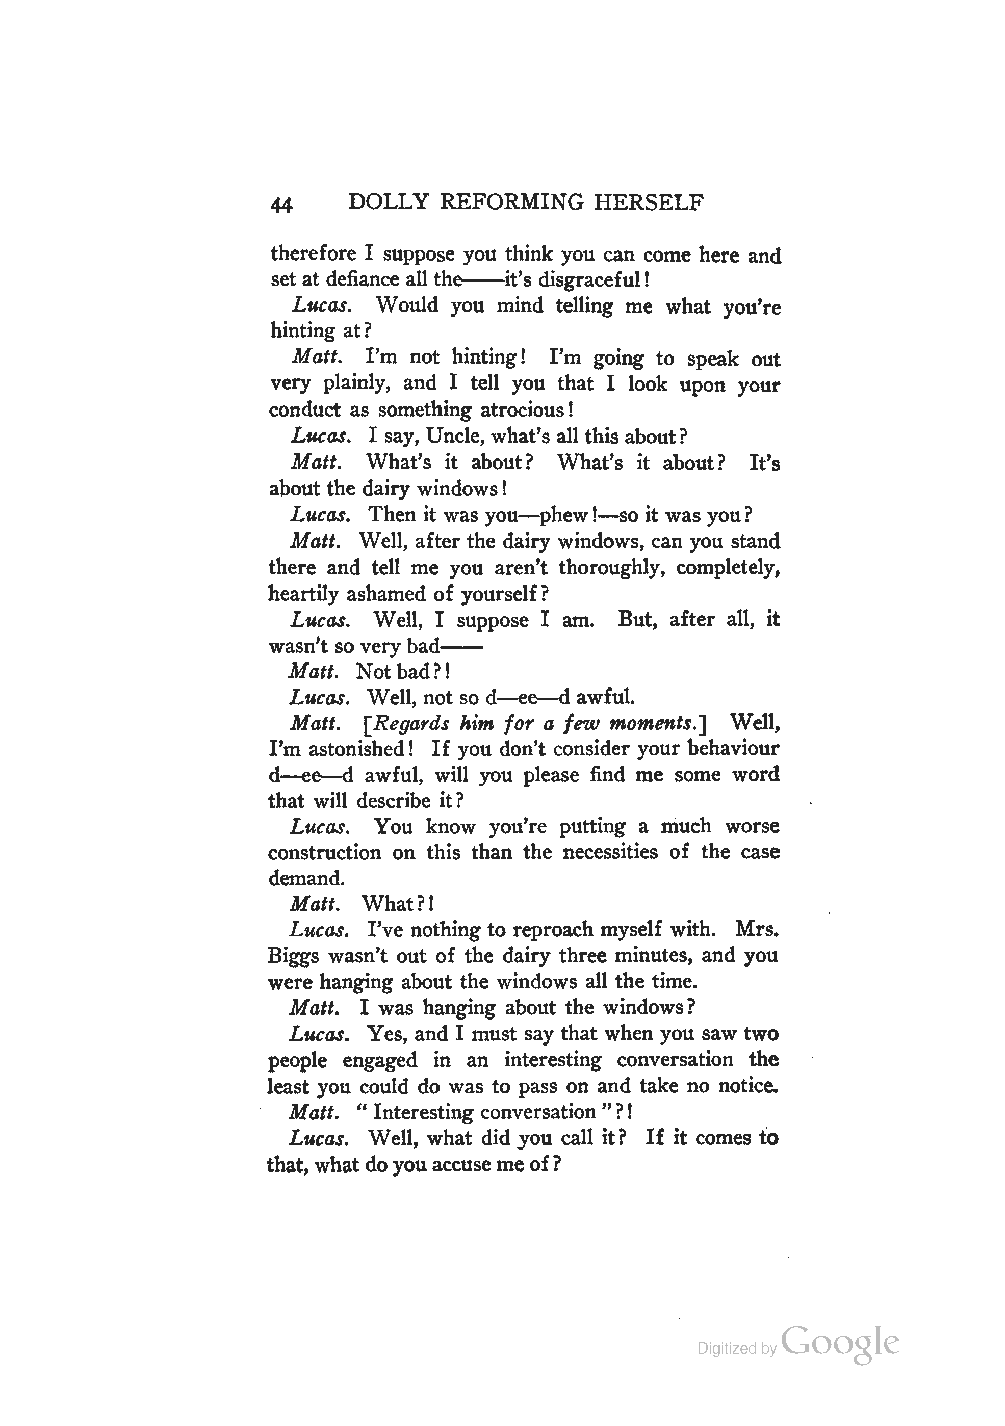 44 DOLLY REFORMING HERSELF
therefore I suppose you think you can come here and
set at defiance all the——it's disgraceful!
Lucas. Would you mind telling me what you're
hinting at?
Matt. I'm not hinting! I'm going to speak out
very plainly, and I tell you that I look upon your
conduct as something atrocious!
Lucas. I say, Uncle, what's all this about?
Matt. What's it about? What's it about? It's
about the dairy windows!
Lucas. Then it was you—phew!—so it was you?
Matt. Well, after the dairy windows, can you stand
there and tell me you aren't thoroughly, completely,
heartily ashamed of yourself?
Lucas. Well, I suppose I am. But, after all, it
wasn't so very bad——
Matt. Not bad?!
Lucas. Well, not so d—ee—d awful.
Matt. [Regards him for a few moments.] Well,
I'm astonished! If you don't consider your behaviour
d—ee—d awful, will you please find me some word
that will describe it?
Lucas. You know you're putting a much worse
construction on this than the necessities of the case
demand.
Matt. What?!
Lucas. I've nothing to reproach myself with. Mrs.
Biggs wasn't out of the dairy three minutes, and you
were hanging about the windows all the time.
Matt. I was hanging about the windows?
Lucas. Yes, and I must say that when you saw two
people engaged in an interesting conversation the
least you could do was to pass on and take no notice.
Matt. "Interesting conversation"?!
Lucas. Well, what did you call it? If it comes to
that, what do you accuse me of?
Digitized by Google